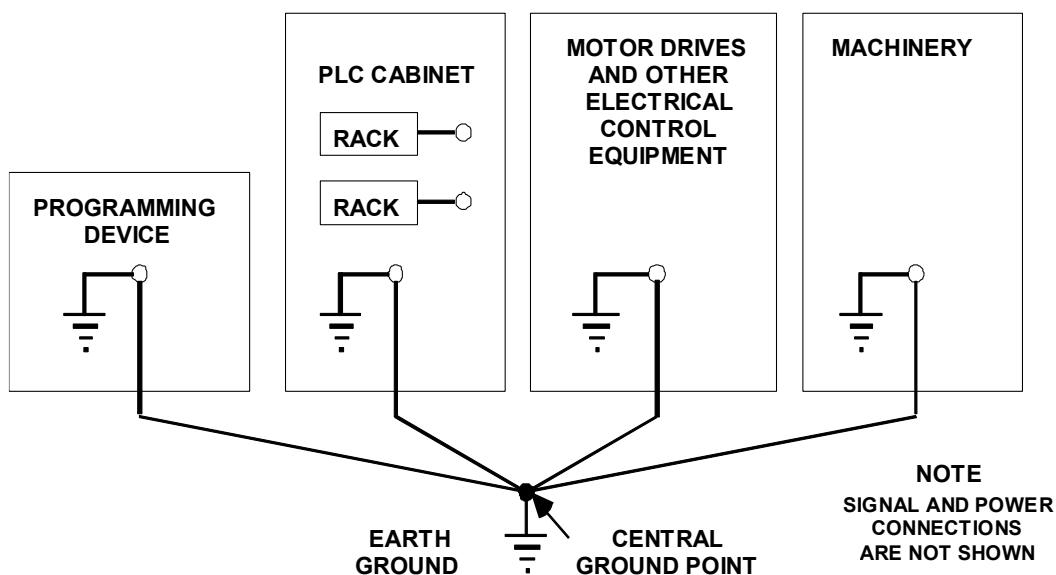 PROGRAMMING
DEVICE
PLC CABINET
RACK
RACK
MOTOR DRIVES
AND OTHER
ELECTRICAL
CONTROL
EQUIPMENT
MACHINERY
EARTH
GROUND
CENTRAL
GROUND POINT
NOTE
SIGNAL AND POWER
CONNECTIONS
ARE NOT SHOWN